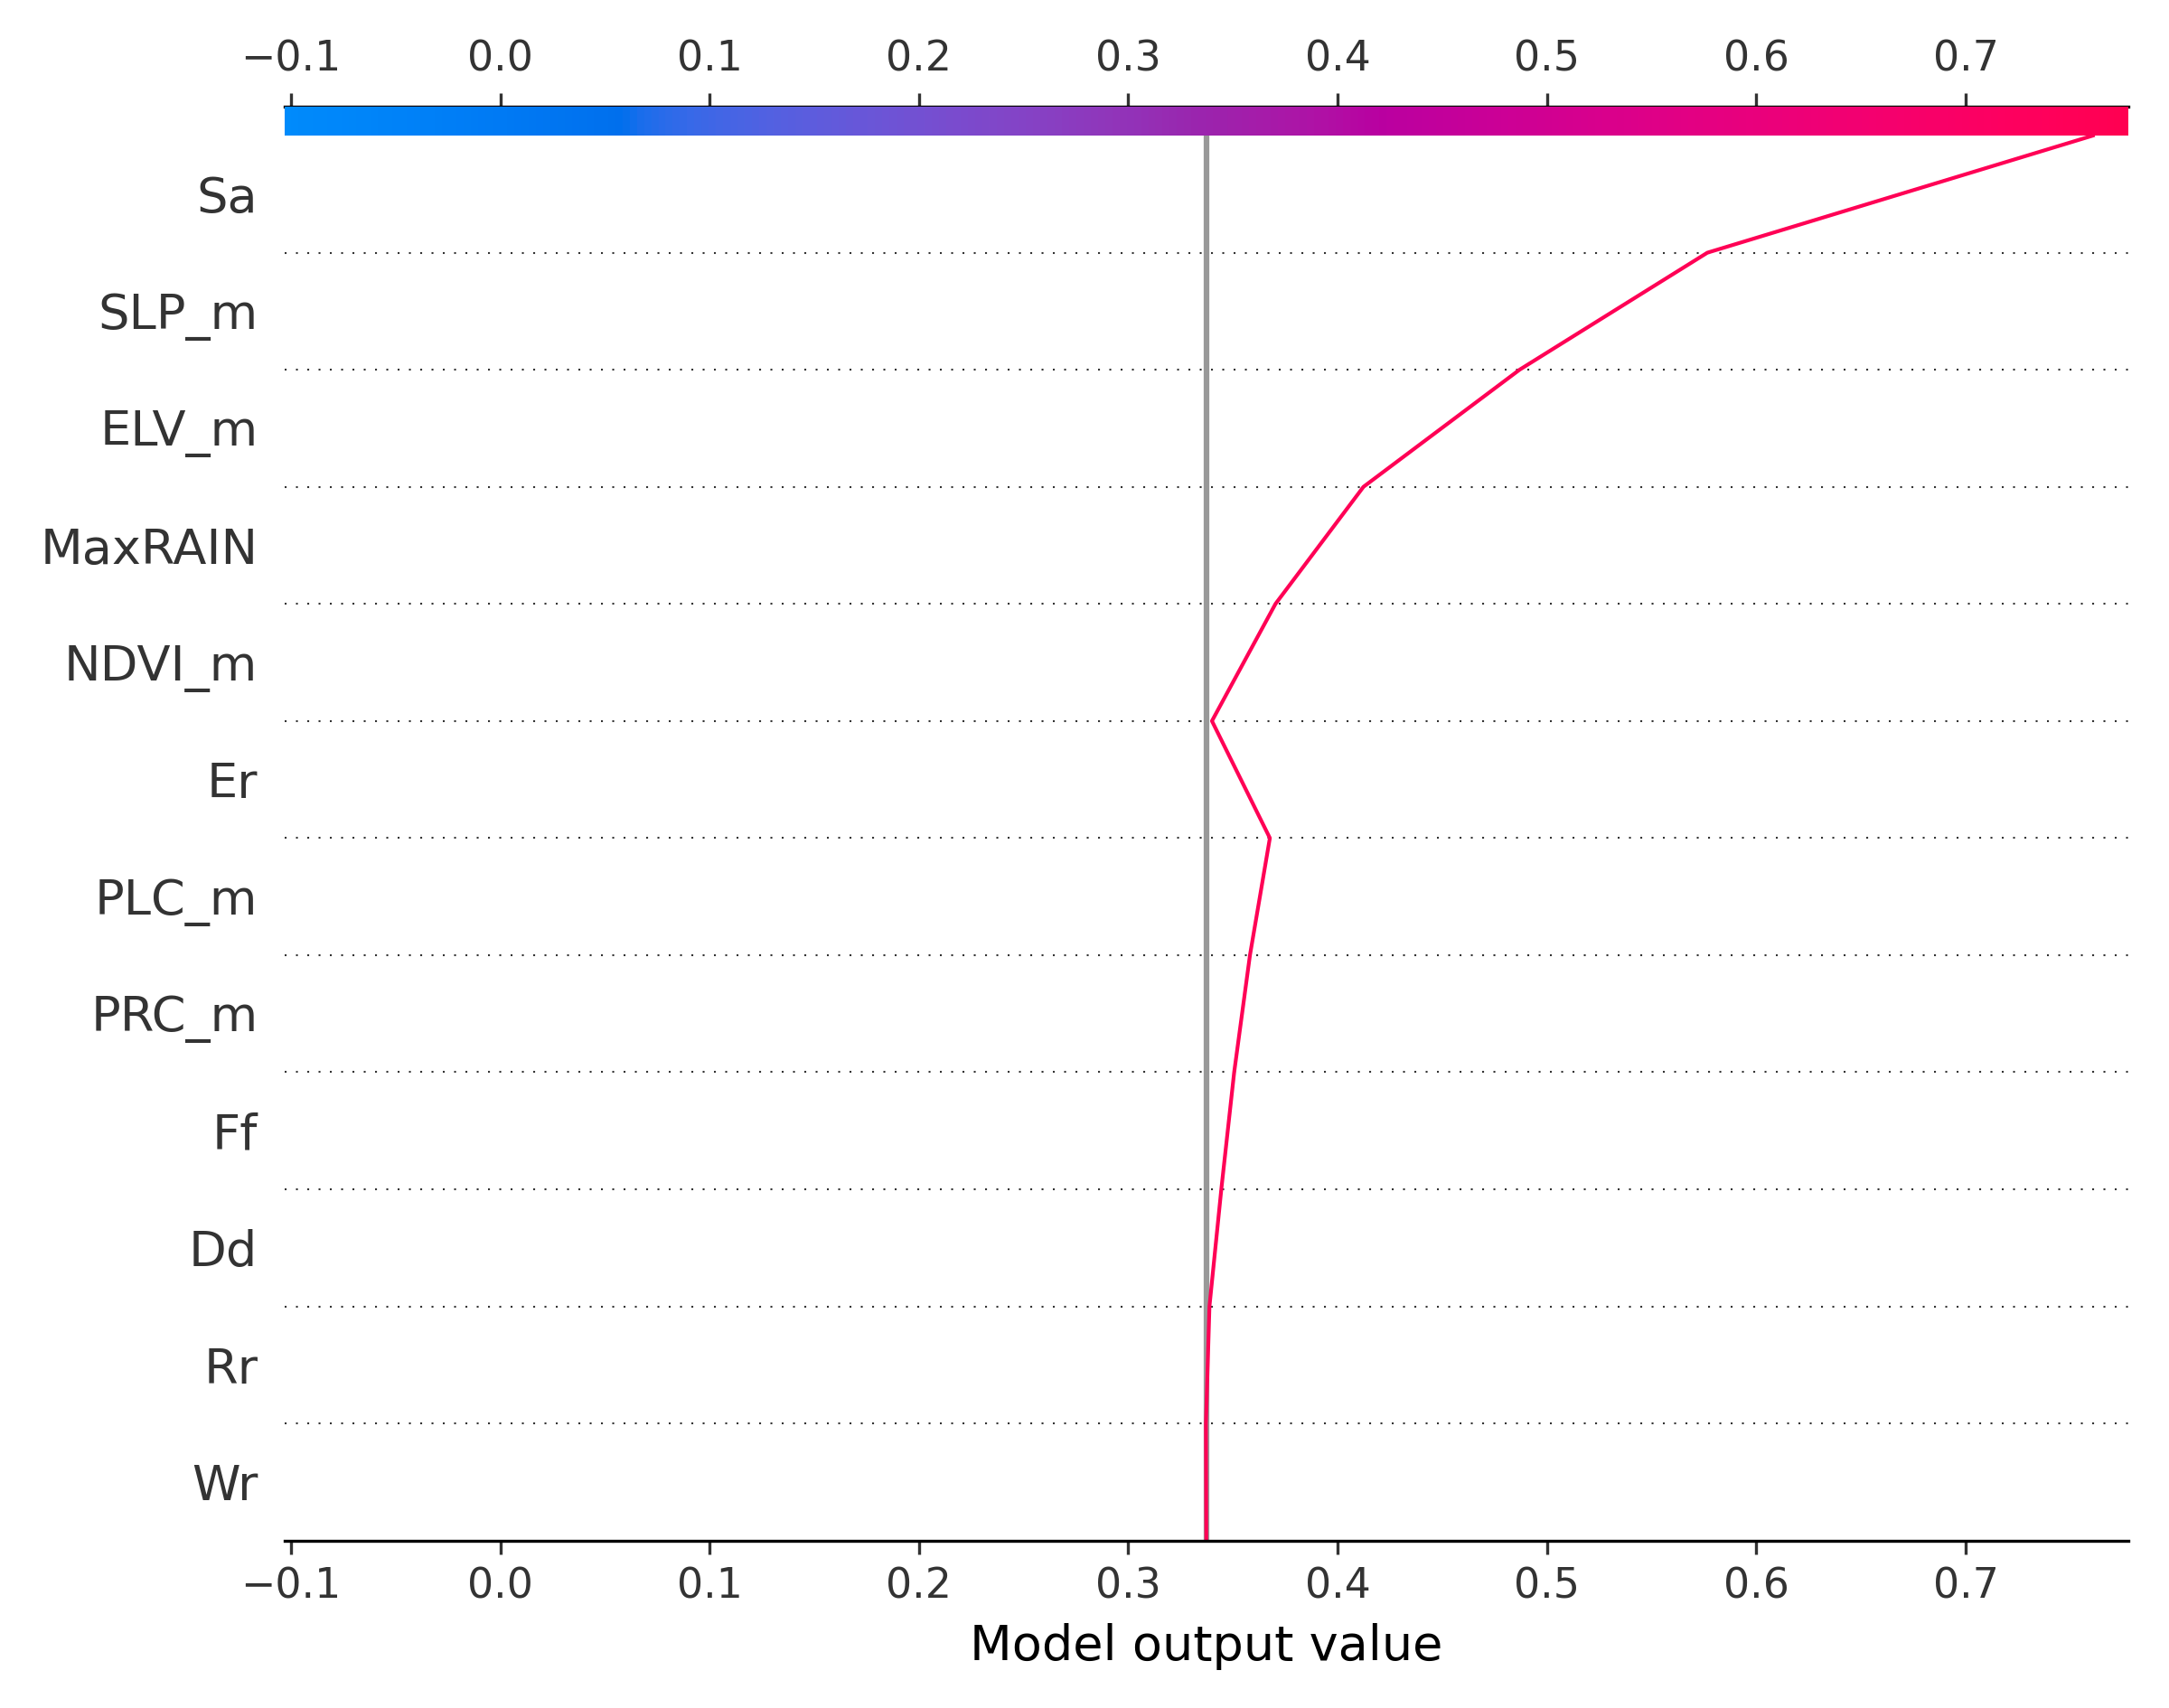 −0.1 0.0 0.1 0.2 0.3 0.4 0.5 0.6 0.7
Sa
SLP_m
ELV_m
MaxRAIN
NDVI_m
Er
PLC_m
PRC_m
Ff
Dd
Rr
Wr
−0.1 0.0 0.1 0.2 0.3 0.4 0.5 0.6 0.7
Model output value